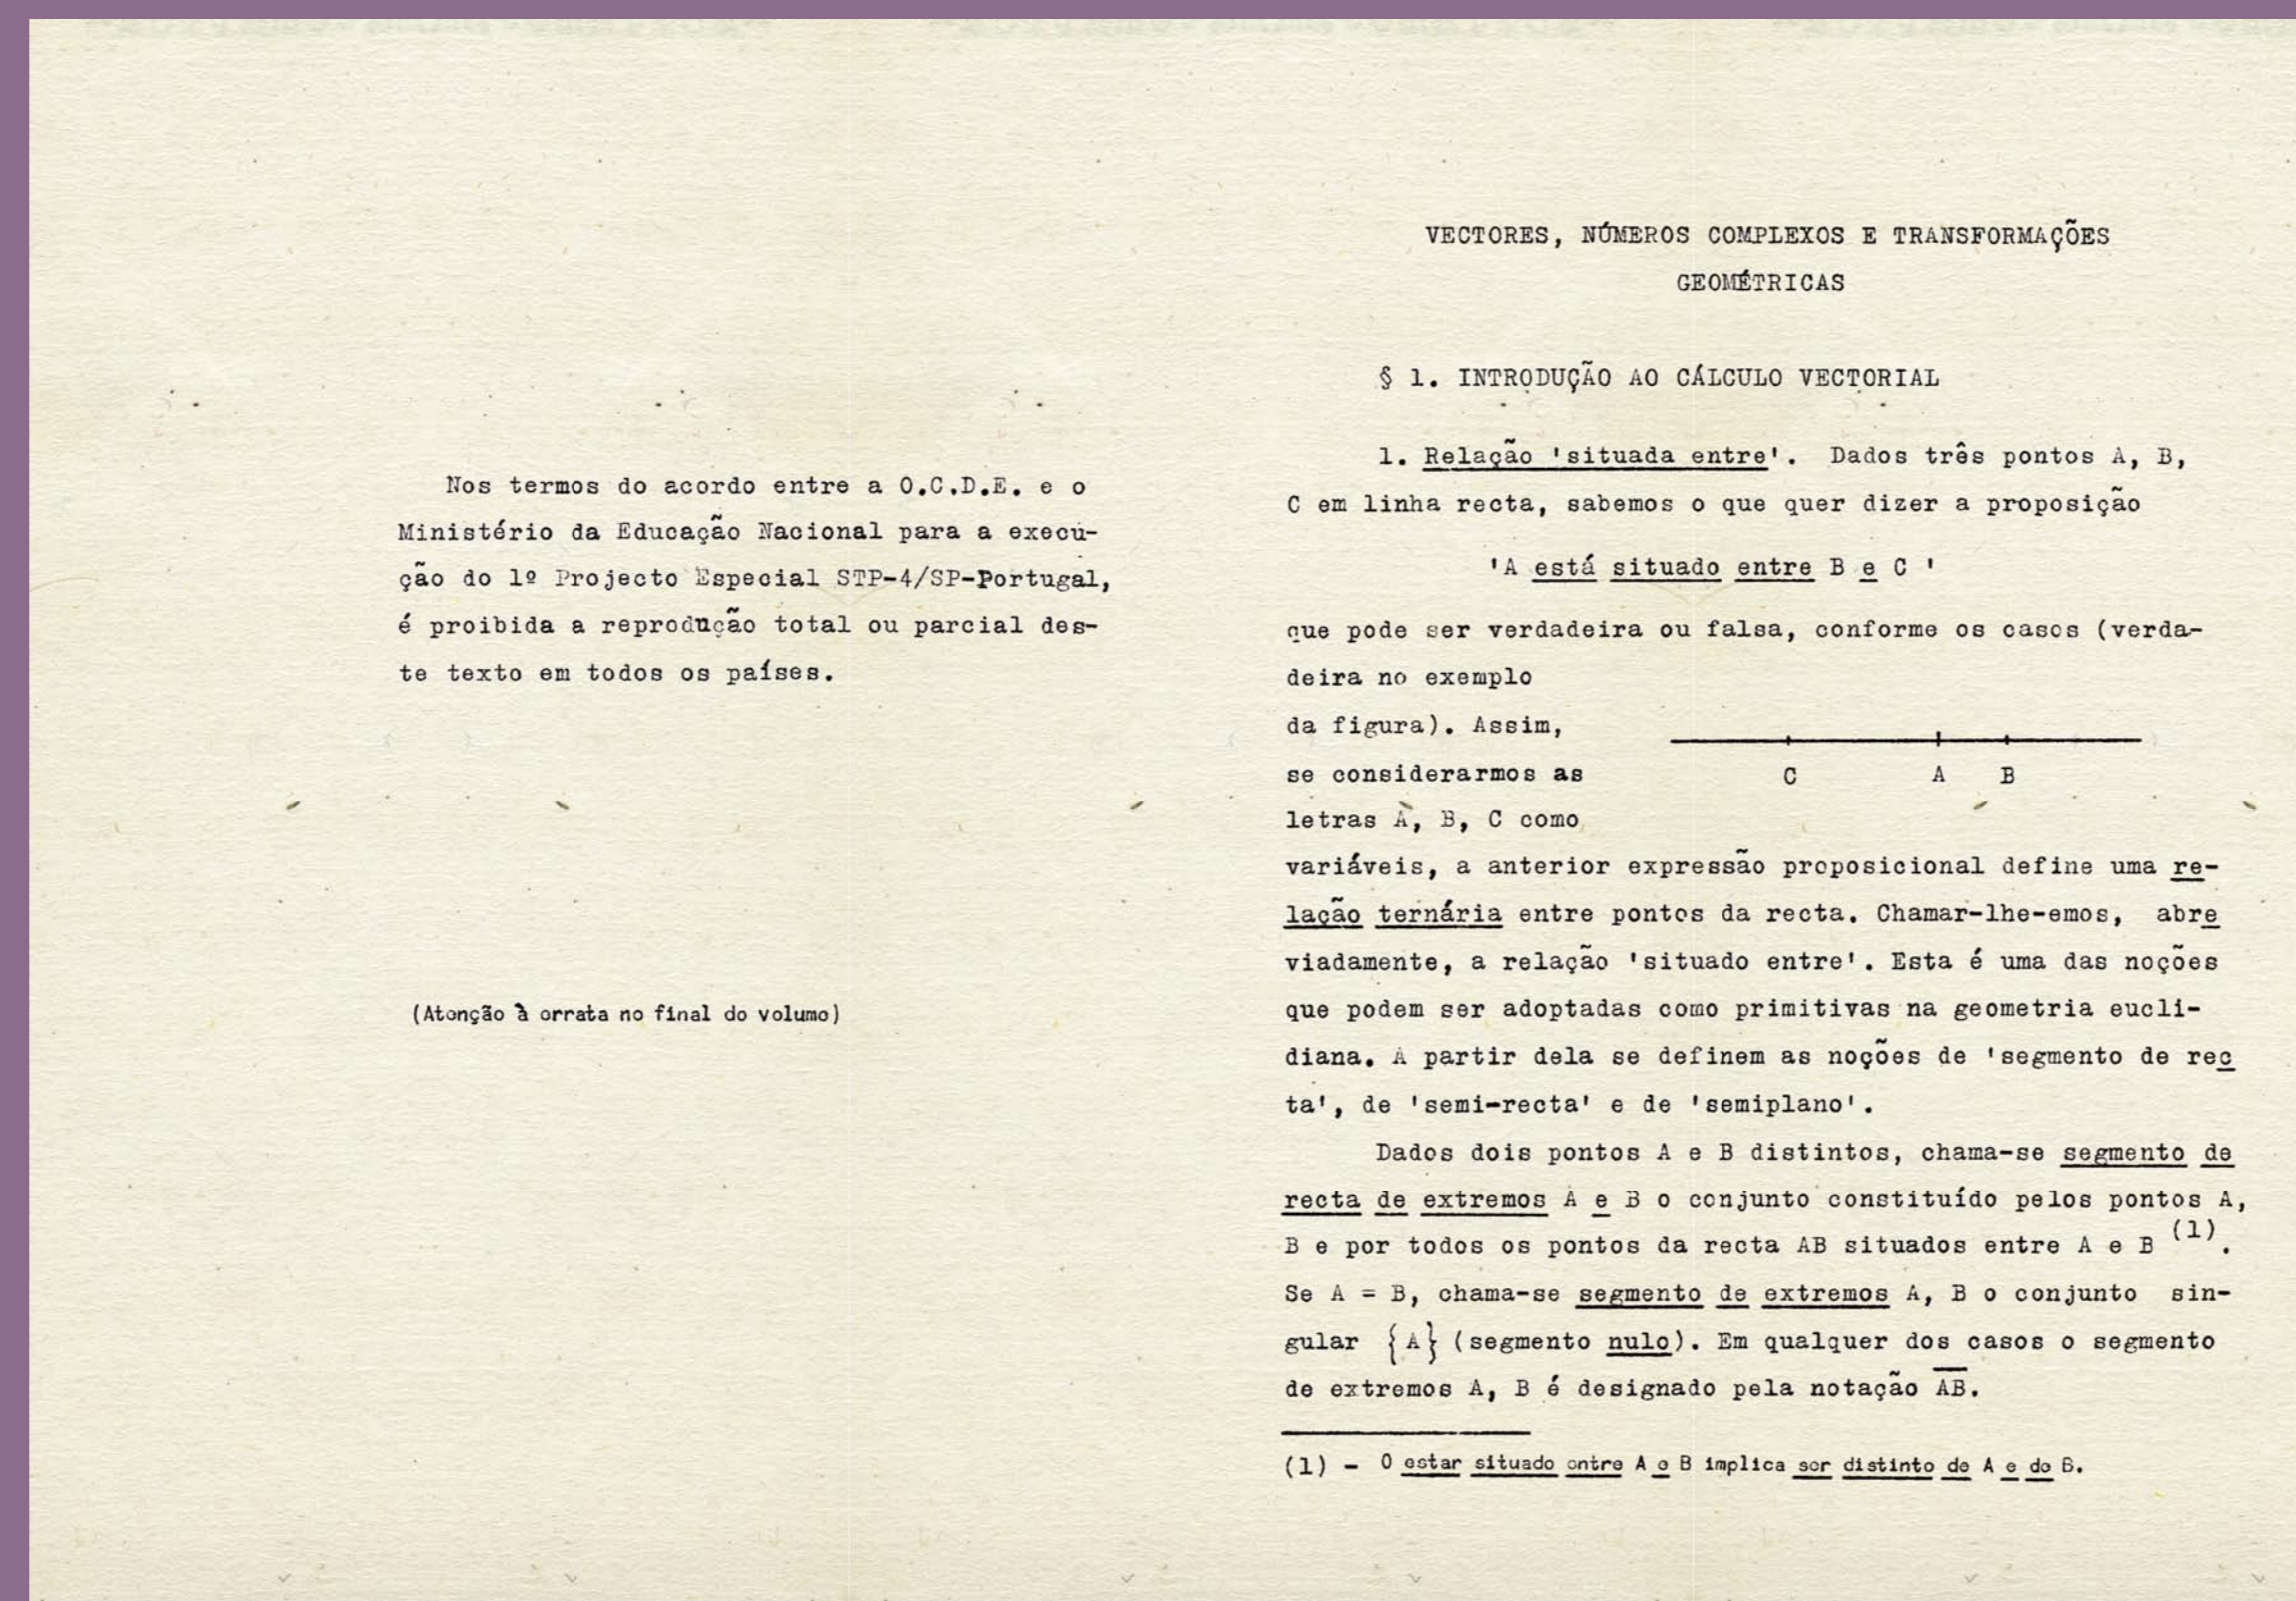 Nos termos do acordo entre a O.C.D.E. e o
Ministério da Educação Nacional para a execu-
ção do 1º Projecto Especial STP-4/SP-Portugal,
é proibida a reprodução total ou parcial des-
te texto em todos os países.
(Atenção à errata no final do volume)
VECTORES, NÚMEROS COMPLEXOS E TRANSFORMAÇÕES
GEOMÉTRICAS
§ 1. INTRODUÇÃO AO CÁLCULO VECTORIAL
1. Relação 'situada entre'. Dados três pontos A, B,
C em linha recta, sabemos o que quer dizer a proposição
'A está situado entre B e C '
que pode ser verdadeira ou falsa, conforme os casos (verda-
deira no exemplo
da figura). Assim,
se considerarmos as
C A B
letras A, B, C como
variáveis, a anterior expressão proposicional define uma re-
lação ternária entre pontos da recta. Chamar-lhe-emos, abre
viadamente, a relação 'situado entre'. Esta é uma das noções
que podem ser adoptadas como primitivas na geometria eucli-
diana. A partir dela se definem as noções de 'segmento de rec
ta', de 'semi-recta' e de 'semiplano'.
Dados dois pontos A e B distintos, chama-se segmento de
recta de extremos A e B o conjunto constituído pelos pontos A,
B e por todos os pontos da recta AB situados entre A e B (1).
Se A = B, chama-se segmento de extremos A, B o conjunto sin-
gular {A} (segmento nulo). Em qualquer dos casos o segmento
de extremos A, B é designado pela notação A̅B̅.
(1) - O estar situado entre A e B implica ser distinto de A e de B.